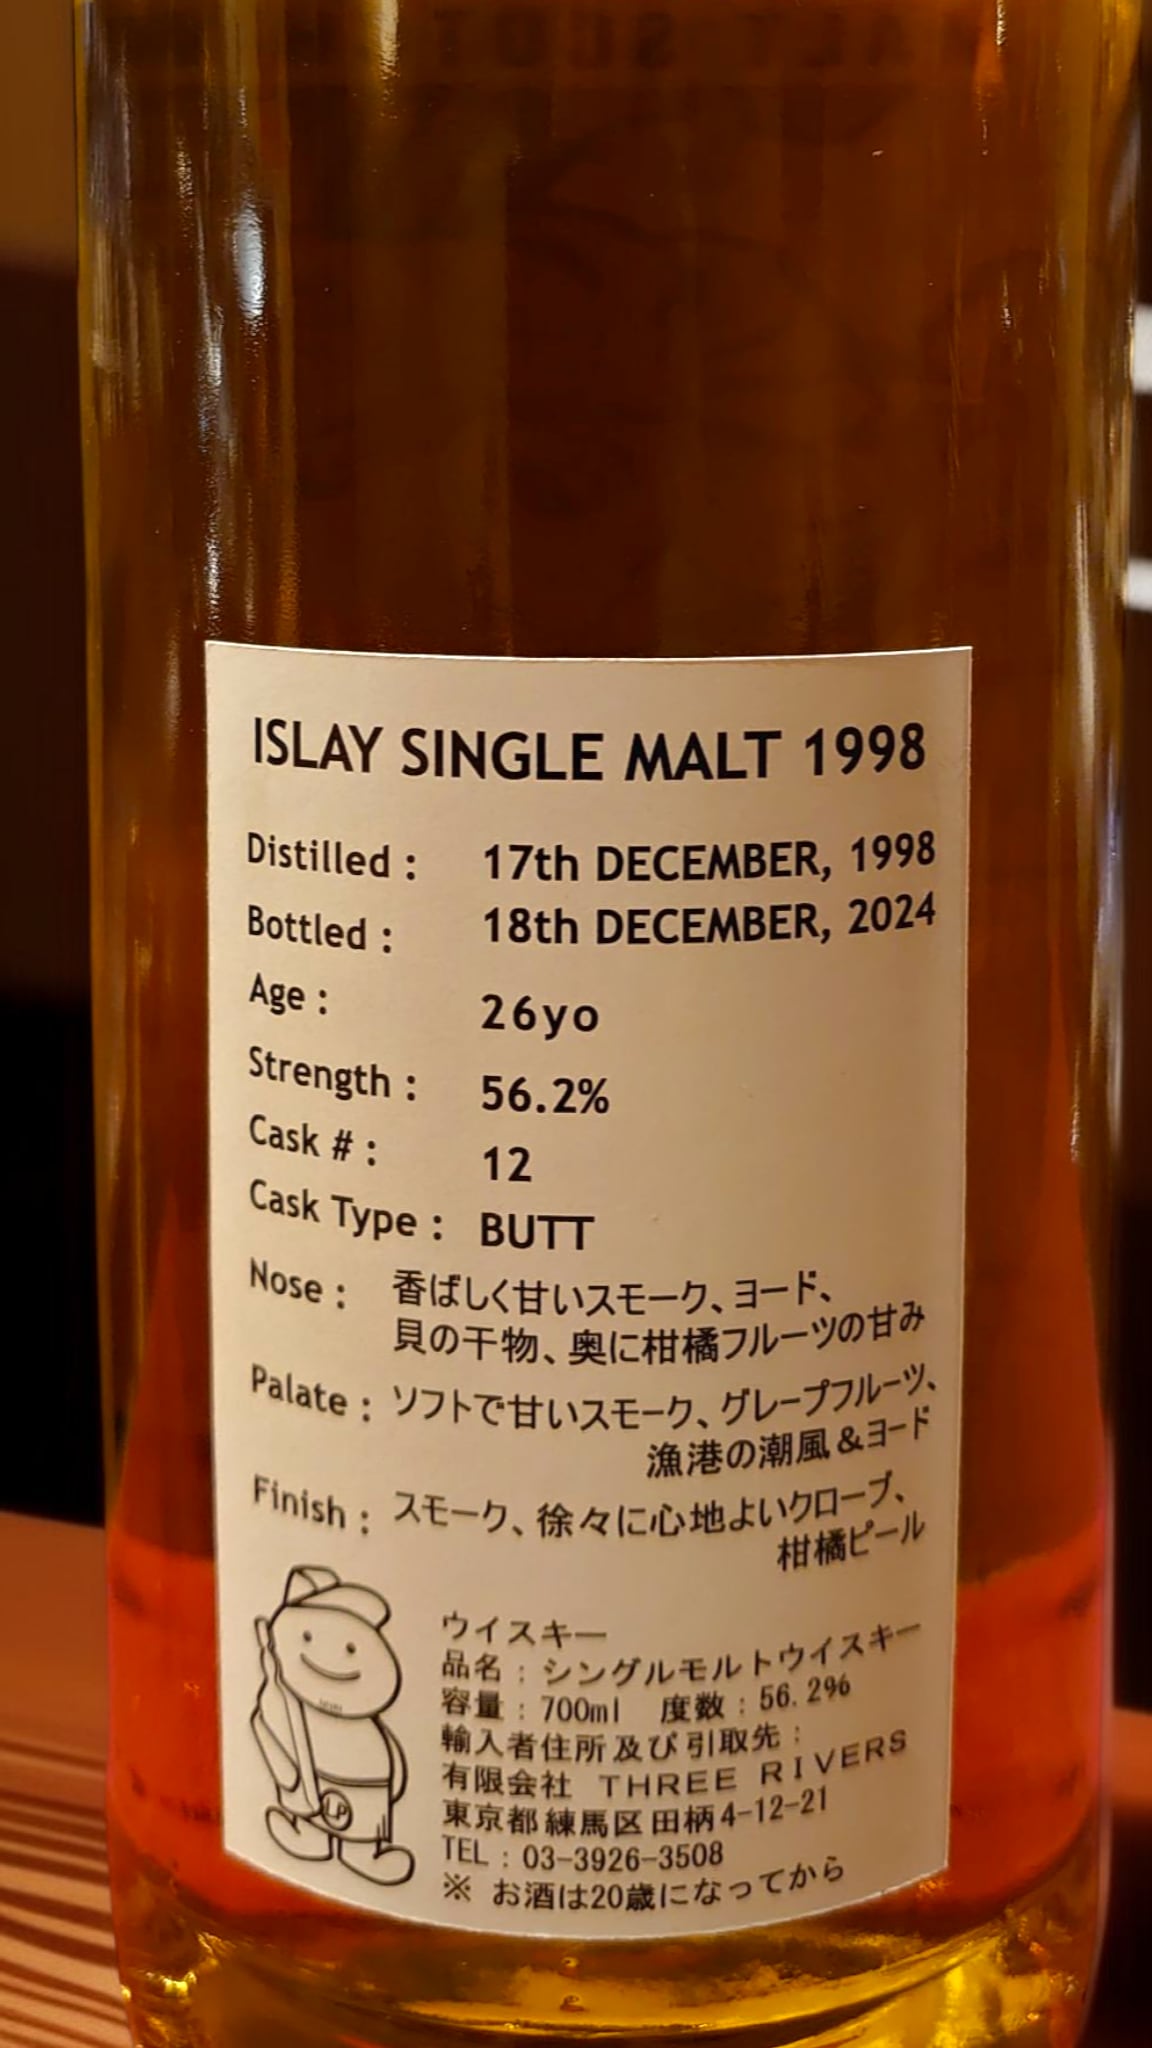 ISLAY SINGLE MALT 1998
Distilled : 17th DECEMBER, 1998
Bottled : 18th DECEMBER, 2024
Age : 26yo
Strength : 56.2%
Cask # : 12
Cask Type : BUTT
Nose : 香ばしく甘いスモーク、ヨード、
貝の干物、奥に柑橘フルーツの甘み
Palate : ソフトで甘いスモーク、グレープフルーツ、
漁港の潮風&ヨード
Finish : スモーク、徐々に心地よいクローブ、
柑橘ピール
ウイスキー
品名：シングルモルトウイスキー
容量：700ml 度数：56.2%
輸入者住所及び引取先：
有限会社 THREE RIVERS
東京都練馬区田柄4-12-21
TEL：03-3926-3508
※ お酒は20歳になってから
LP